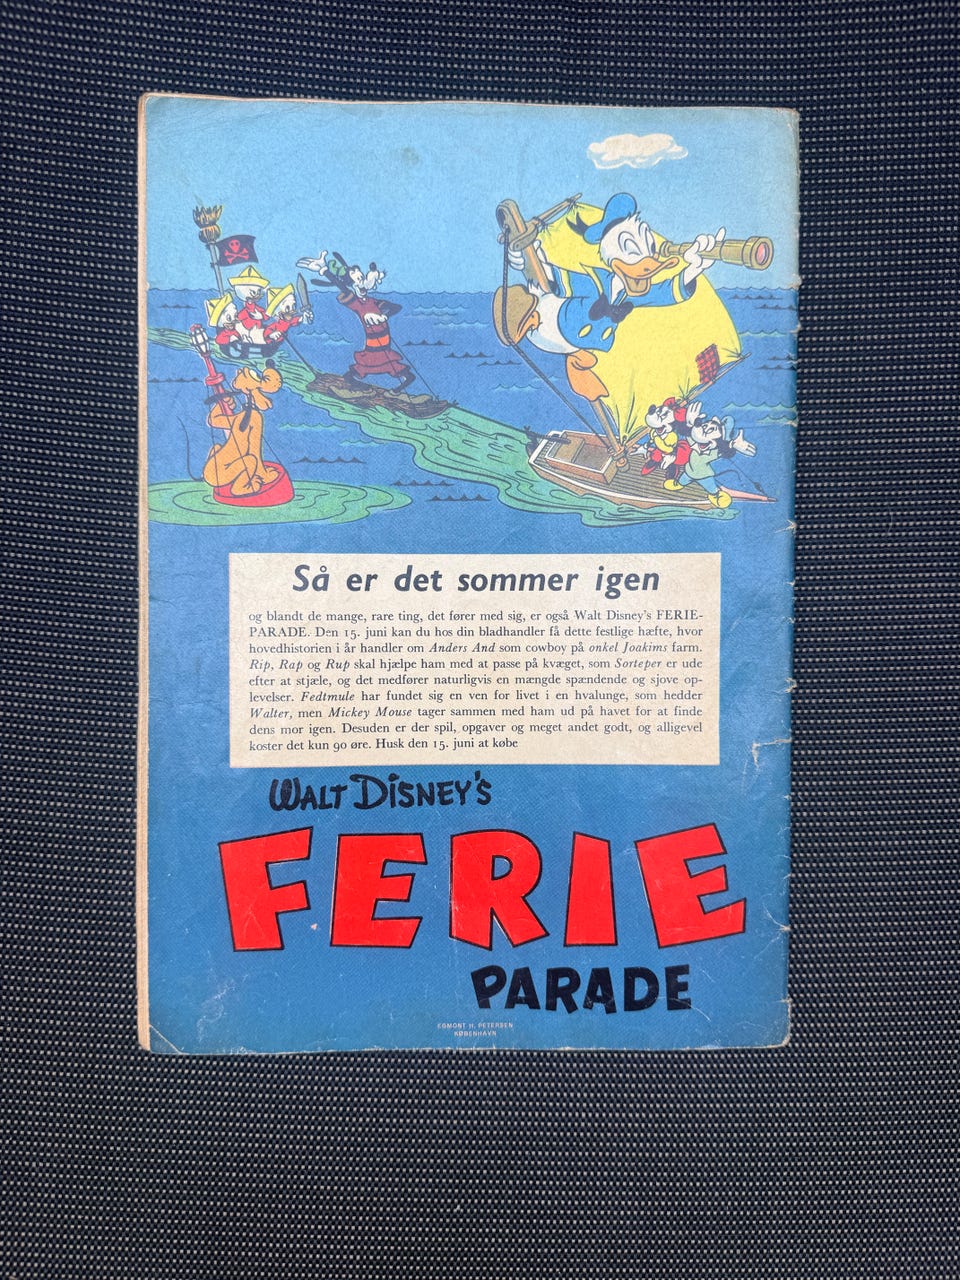 Så er det sommer igen
og blandt de mange, rare ting, det fører med sig, er også Walt Disney's FERIE-
PARADE. Den 15. juni kan du hos din bladhandler få dette festlige hæfte, hvor
hovedhistorien i år handler om Anders And som cowboy på onkel Joakims farm.
Rip, Rap og Rup skal hjælpe ham med at passe på kvæget, som Sorteper er ude
efter at stjæle, og det medfører naturligvis en mængde spændende og sjove op-
levelser. Fedtmule har fundet sig en ven for livet i en hvalunge, som hedder
Walter, men Mickey Mouse tager sammen med ham ud på havet for at finde
dens mor igen. Desuden er der spil, opgaver og meget andet godt, og alligevel
koster det kun 90 øre. Husk den 15. juni at købe
WALT DISNEY'S
FERIE
PARADE
EGMONT H. PETERSEN
KØBENHAVN